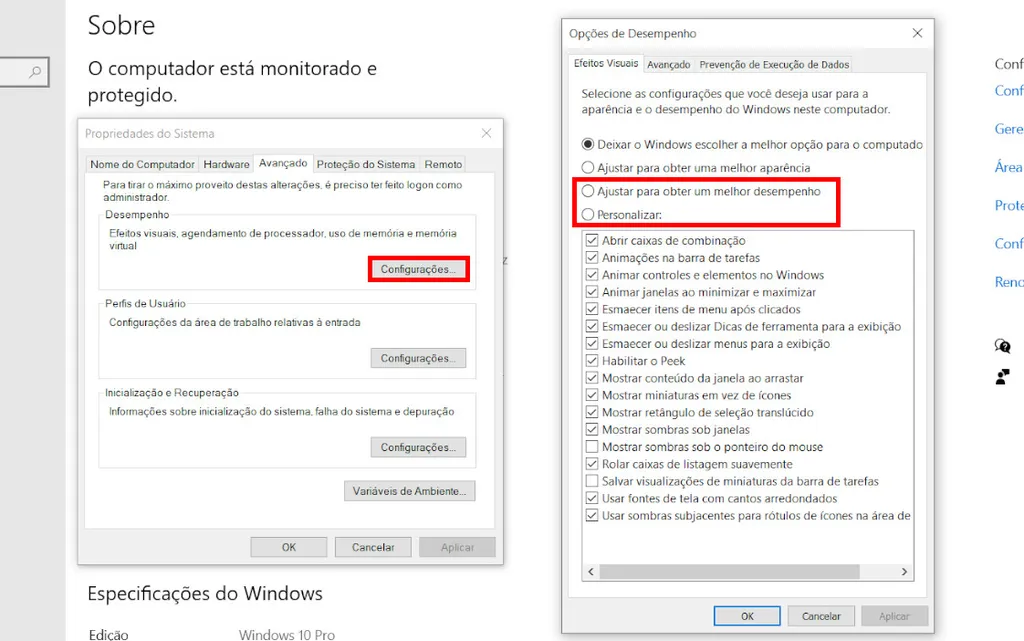 Sobre
O computador está monitorado e
protegido.
Propriedades do Sistema
Nome do Computador Hardware Avançado Proteção do Sistema Remoto
Para tirar o máximo proveito destas alterações, é preciso ter feito logon como
administrador.
Desempenho
Efeitos visuais, agendamento de processador, uso de memória e memória
virtual
Configurações...
Perfis de Usuário
Configurações da área de trabalho relativas à entrada
Configurações...
Inicialização e Recuperação
Informações sobre inicialização do sistema, falha do sistema e depuração
Configurações...
Variáveis de Ambiente...
OK Cancelar Aplicar
Especificações do Windows
Edição Windows 10 Pro
Opções de Desempenho
Efeitos Visuais Avançado Prevenção de Execução de Dados
Selecione as configurações que você deseja usar para a
aparência e o desempenho do Windows neste computador.
Deixar o Windows escolher a melhor opção para o computado
Ajustar para obter uma melhor aparência
Ajustar para obter um melhor desempenho
Personalizar:
Abrir caixas de combinação
Animações na barra de tarefas
Animar controles e elementos no Windows
Animar janelas ao minimizar e maximizar
Esmaecer itens de menu após clicados
Esmaecer ou deslizar Dicas de ferramenta para a exibição
Esmaecer ou deslizar menus para a exibição
Habilitar o Peek
Mostrar conteúdo da janela ao arrastar
Mostrar miniaturas em vez de ícones
Mostrar retângulo de seleção translúcido
Mostrar sombras sob janelas
Mostrar sombras sob o ponteiro do mouse
Rolar caixas de listagem suavemente
Salvar visualizações de miniaturas da barra de tarefas
Usar fontes de tela com cantos arredondados
Usar sombras subjacentes para rótulos de ícones na área de
OK Cancelar Aplicar
Conf
Conf
Gere
Área
Prote
Conf
Reno